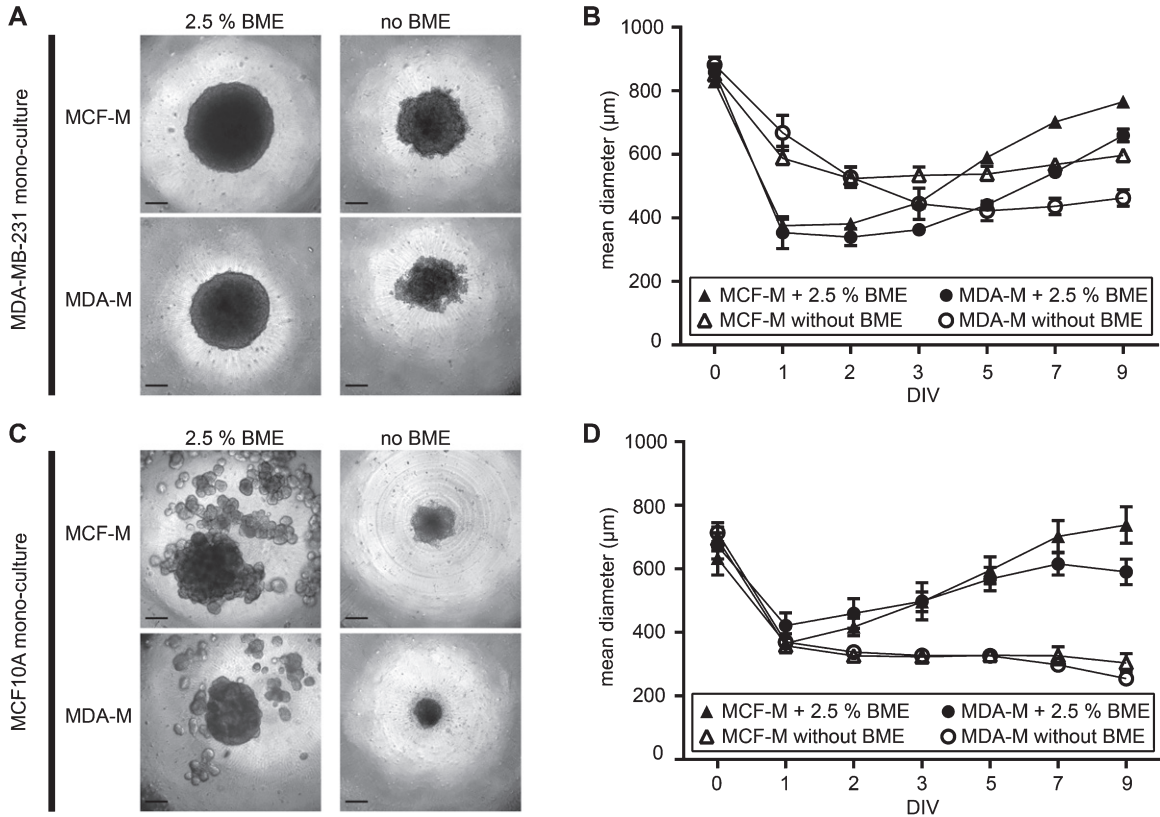 A
2.5 % BME
no BME
MDA-MB-231 mono-culture
MCF-M
MDA-M
B
mean diameter (µm)
1000
800
600
400
200
0
▲ MCF-M + 2.5 % BME ● MDA-M + 2.5 % BME
△ MCF-M without BME ○ MDA-M without BME
0 1 2 3 5 7 9
DIV
C
2.5 % BME
no BME
MCF10A mono-culture
MCF-M
MDA-M
D
mean diameter (µm)
1000
800
600
400
200
0
▲ MCF-M + 2.5 % BME ● MDA-M + 2.5 % BME
△ MCF-M without BME ○ MDA-M without BME
0 1 2 3 5 7 9
DIV